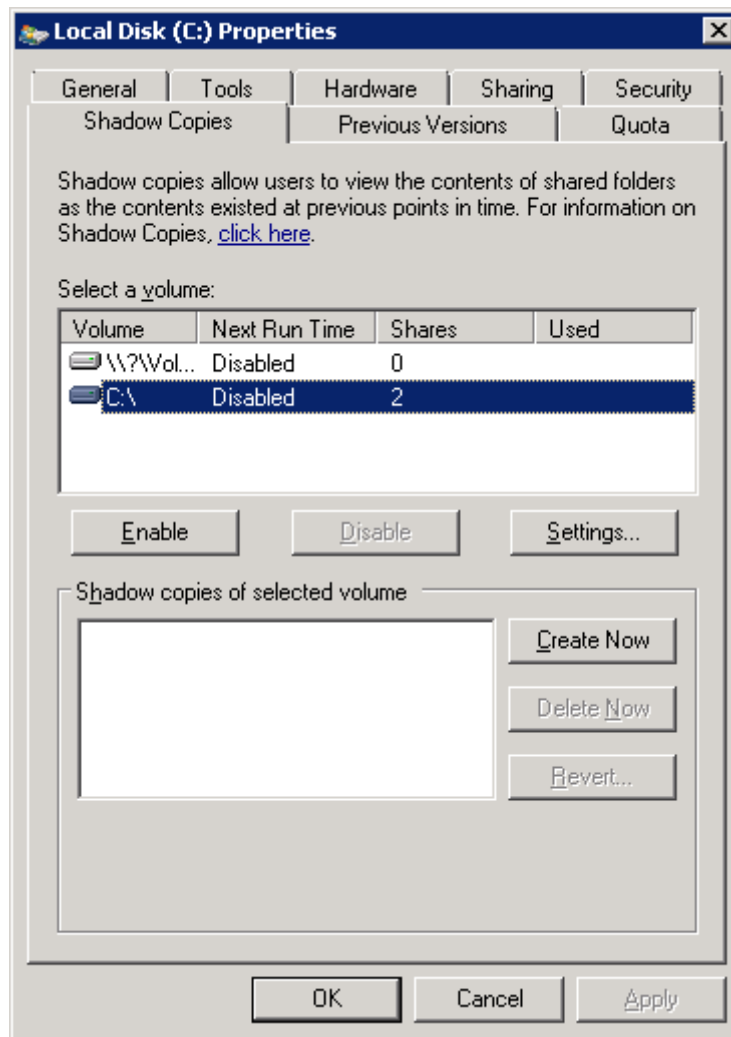 Local Disk (C:) Properties
General Tools Hardware Sharing Security
Shadow Copies Previous Versions Quota
Shadow copies allow users to view the contents of shared folders
as the contents existed at previous points in time. For information on
Shadow Copies, click here.
Select a volume:
Volume Next Run Time Shares Used
\\?\Vol... Disabled 0
C:\ Disabled 2
Enable Disable Settings...
Shadow copies of selected volume
Create Now
Delete Now
Revert...
OK Cancel Apply